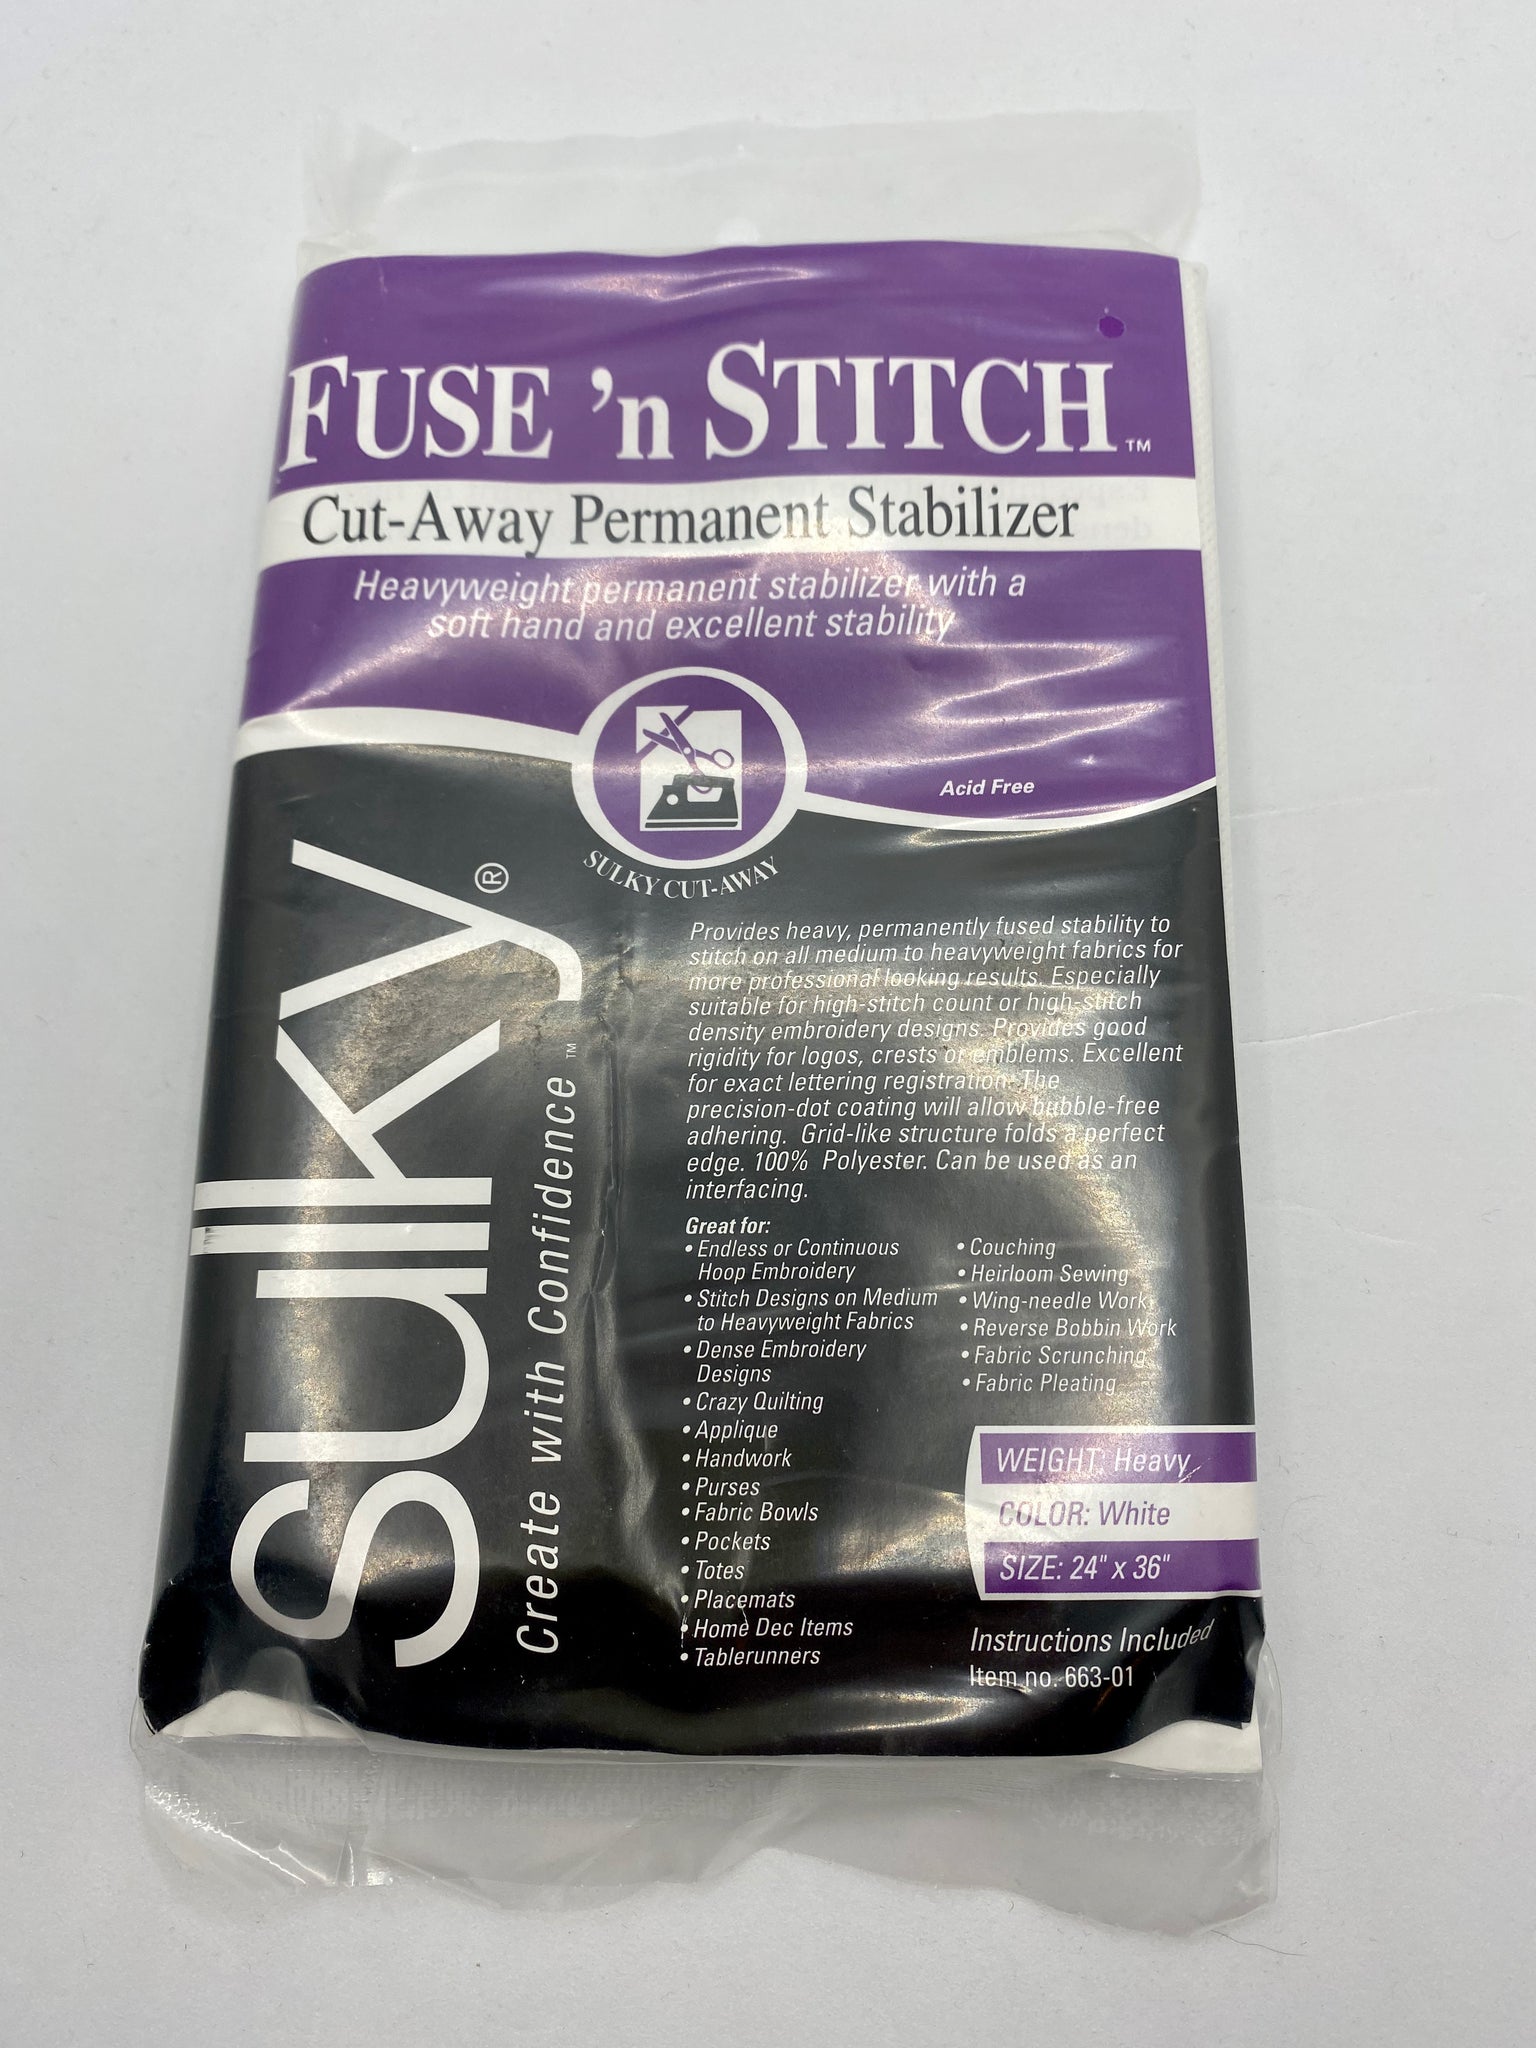 FUSE ’n STITCH™
Cut-Away Permanent Stabilizer
Heavyweight permanent stabilizer with a
soft hand and excellent stability
Acid Free
SULKY CUT-AWAY
sulky®
Create with Confidence™
Provides heavy, permanently fused stability to
stitch on all medium to heavyweight fabrics for
more professional looking results. Especially
suitable for high-stitch count or high-stitch
density embroidery designs. Provides good
rigidity for logos, crests or emblems. Excellent
for exact lettering registration. The
precision-dot coating will allow bubble-free
adhering. Grid-like structure folds a perfect
edge. 100% Polyester. Can be used as an
interfacing.
Great for:
• Endless or Continuous
Hoop Embroidery
• Stitch Designs on Medium
to Heavyweight Fabrics
• Dense Embroidery
Designs
• Crazy Quilting
• Applique
• Handwork
• Purses
• Fabric Bowls
• Pockets
• Totes
• Placemats
• Home Dec Items
• Tablerunners
• Couching
• Heirloom Sewing
• Wing-needle Work
• Reverse Bobbin Work
• Fabric Scrunching
• Fabric Pleating
WEIGHT: Heavy
COLOR: White
SIZE: 24" x 36"
Instructions Included
Item no. 663-01